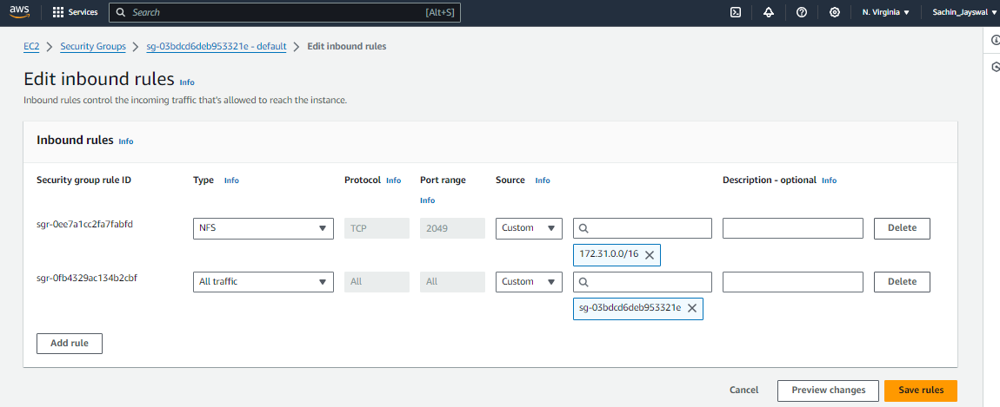 aws Services Search [Alt+S] N. Virginia Sachin_Jayswal
EC2 Security Groups sg-03bdcd6deb953321e - default Edit inbound rules
Edit inbound rules Info
Inbound rules control the incoming traffic that's allowed to reach the instance.
Inbound rules Info
Security group rule ID Type Info Protocol Info Port range Info Source Info Description - optional Info
sgr-0ee7a1cc2fa7fabfd NFS TCP 2049 Custom Delete
172.31.0.0/16
sgr-0fb4329ac134b2cbf All traffic All All Custom Delete
sg-03bdcd6deb953321e
Add rule
Cancel Preview changes Save rules